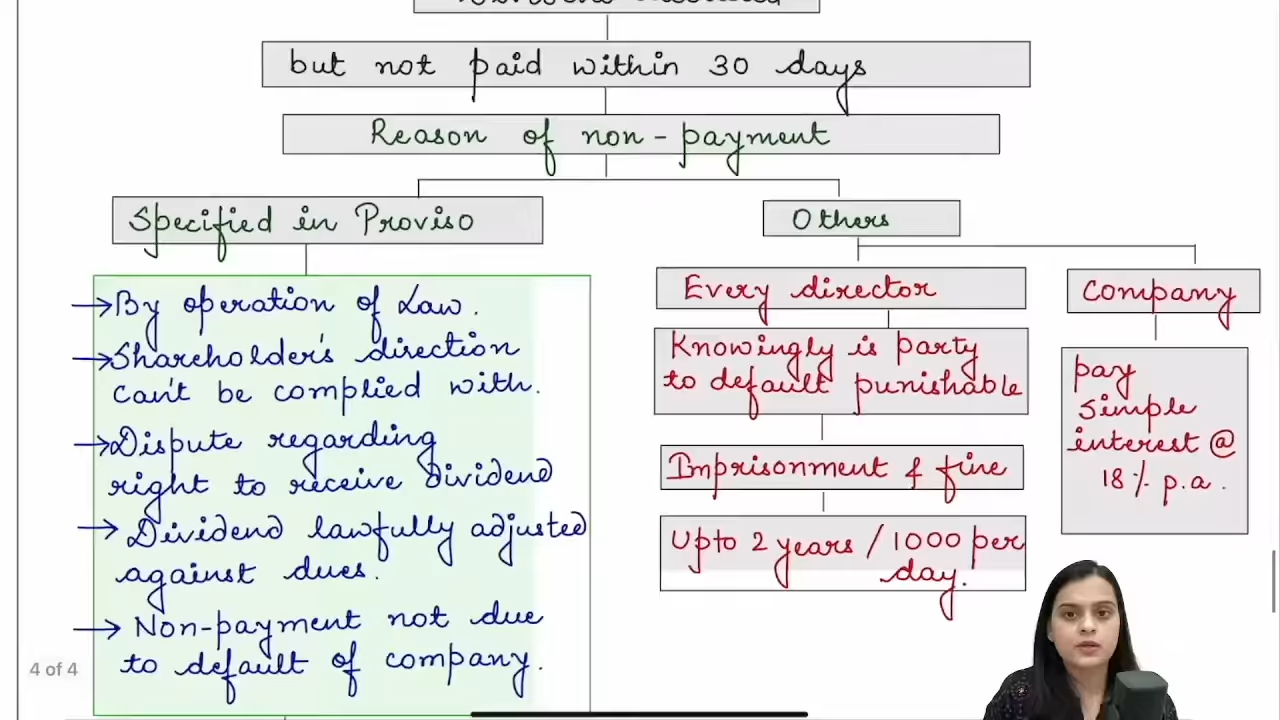 but not paid within 30 days
Reason of non-payment
Specified in Proviso
Others
→By operation of Law.
→Shareholder's direction
can't be complied with.
→Dispute regarding
right to receive dividend
→ Dividend lawfully adjusted
against dues.
→ Non-payment not due
to default of company.
Every director
Knowingly is party
to default punishable
Imprisonment & fine
Upto 2 years / 1000 per
day.
Company
pay
simple
interest @
18% p.a.
4 of 4